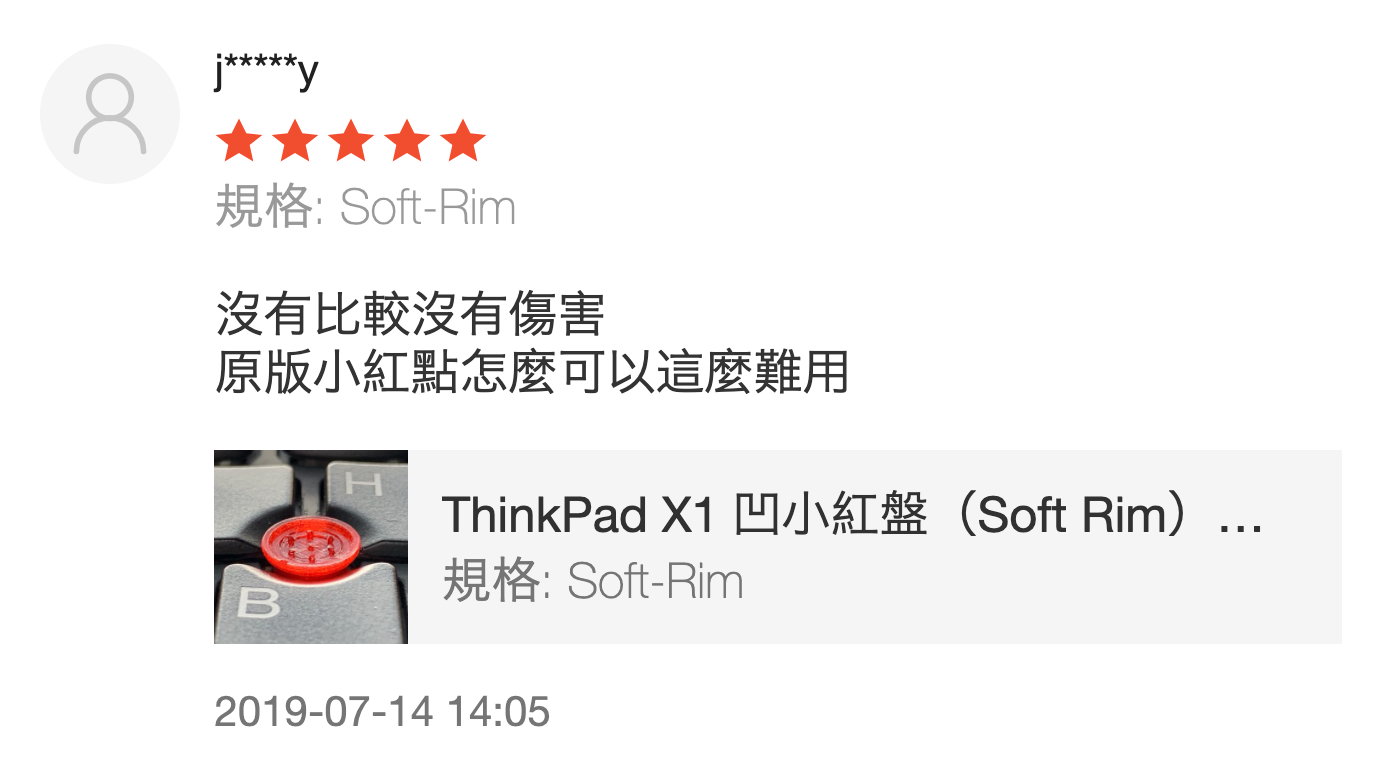 j*****y
規格: Soft-Rim
沒有比較沒有傷害
原版小紅點怎麼可以這麼難用
H
B
ThinkPad X1 凹小紅盤（Soft Rim）...
規格: Soft-Rim
2019-07-14 14:05